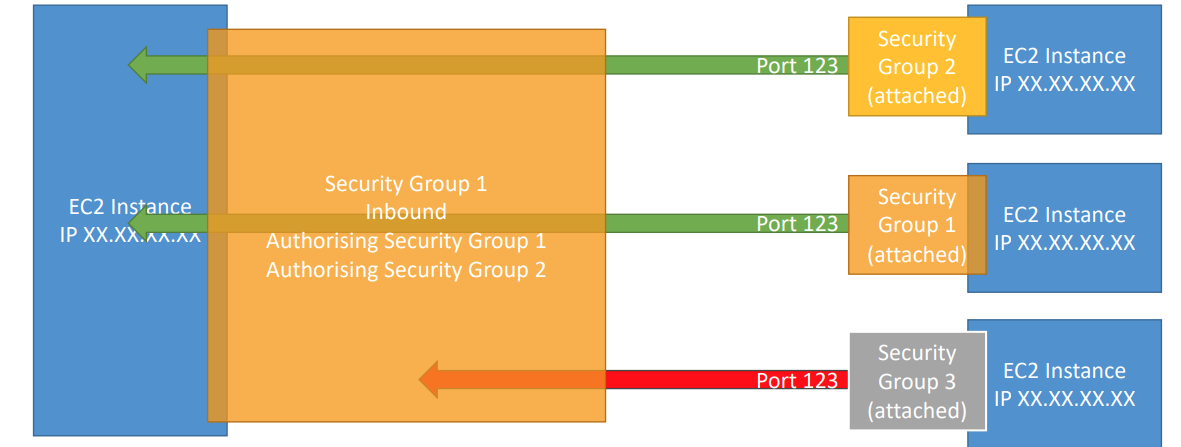 EC2 Instance
IP XX.XX.XX.XX
Security Group 1
Inbound
Authorising Security Group 1
Authorising Security Group 2
Port 123
Security
Group 2
(attached)
EC2 Instance
IP XX.XX.XX.XX
Port 123
Security
Group 1
(attached)
EC2 Instance
IP XX.XX.XX.XX
Port 123
Security
Group 3
(attached)
EC2 Instance
IP XX.XX.XX.XX